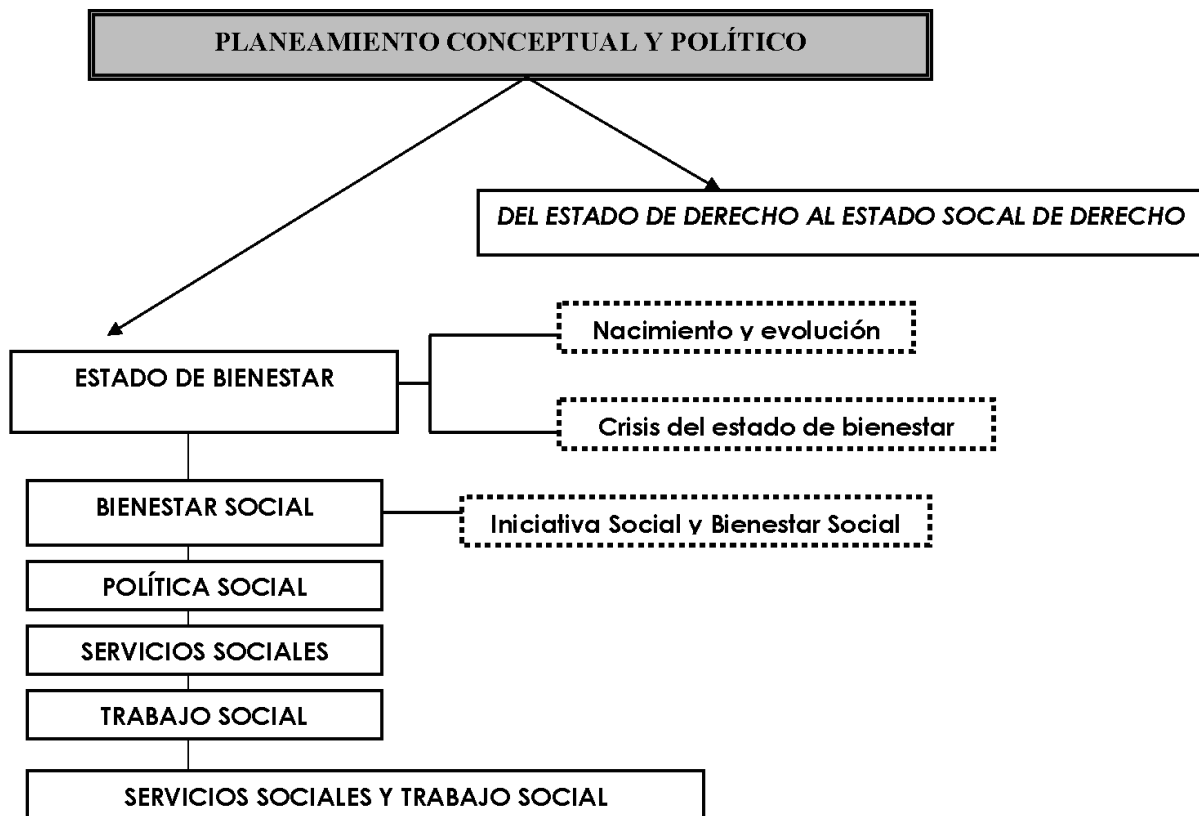 PLANEAMIENTO CONCEPTUAL Y POLÍTICO
DEL ESTADO DE DERECHO AL ESTADO SOCAL DE DERECHO
Nacimiento y evolución
ESTADO DE BIENESTAR
Crisis del estado de bienestar
BIENESTAR SOCIAL
Iniciativa Social y Bienestar Social
POLÍTICA SOCIAL
SERVICIOS SOCIALES
TRABAJO SOCIAL
SERVICIOS SOCIALES Y TRABAJO SOCIAL